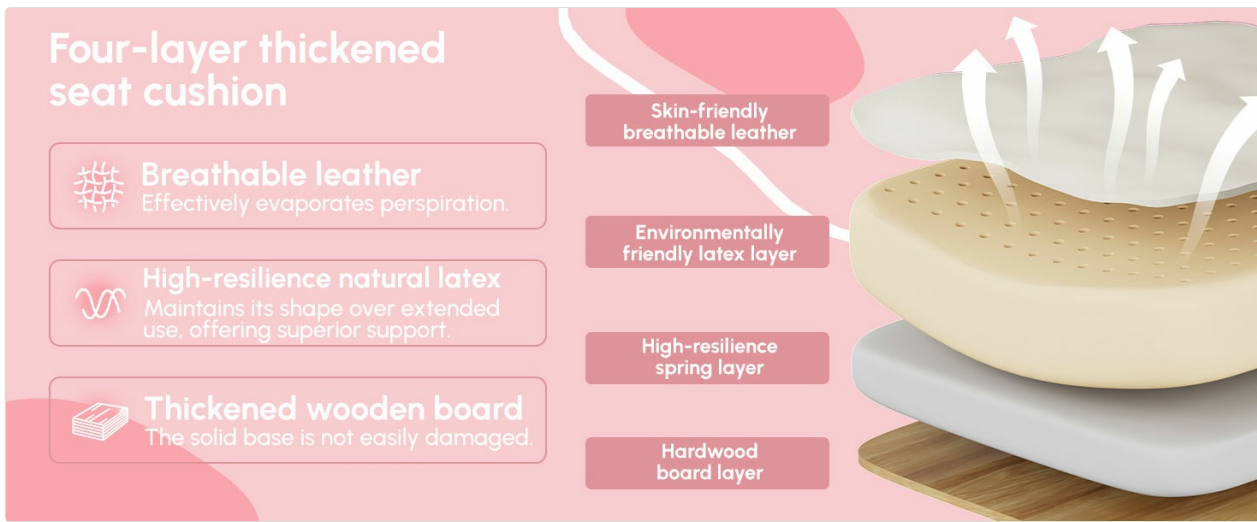 Four-layer thickened
seat cushion
Breathable leather
Effectively evaporates perspiration.
High-resilience natural latex
Maintains its shape over extended
use, offering superior support.
Thickened wooden board
The solid base is not easily damaged.
Skin-friendly
breathable leather
Environmentally
friendly latex layer
High-resilience
spring layer
Hardwood
board layer